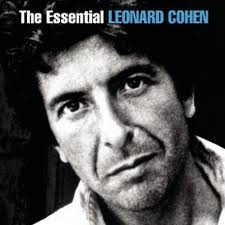 The Essential LEONARD COHEN